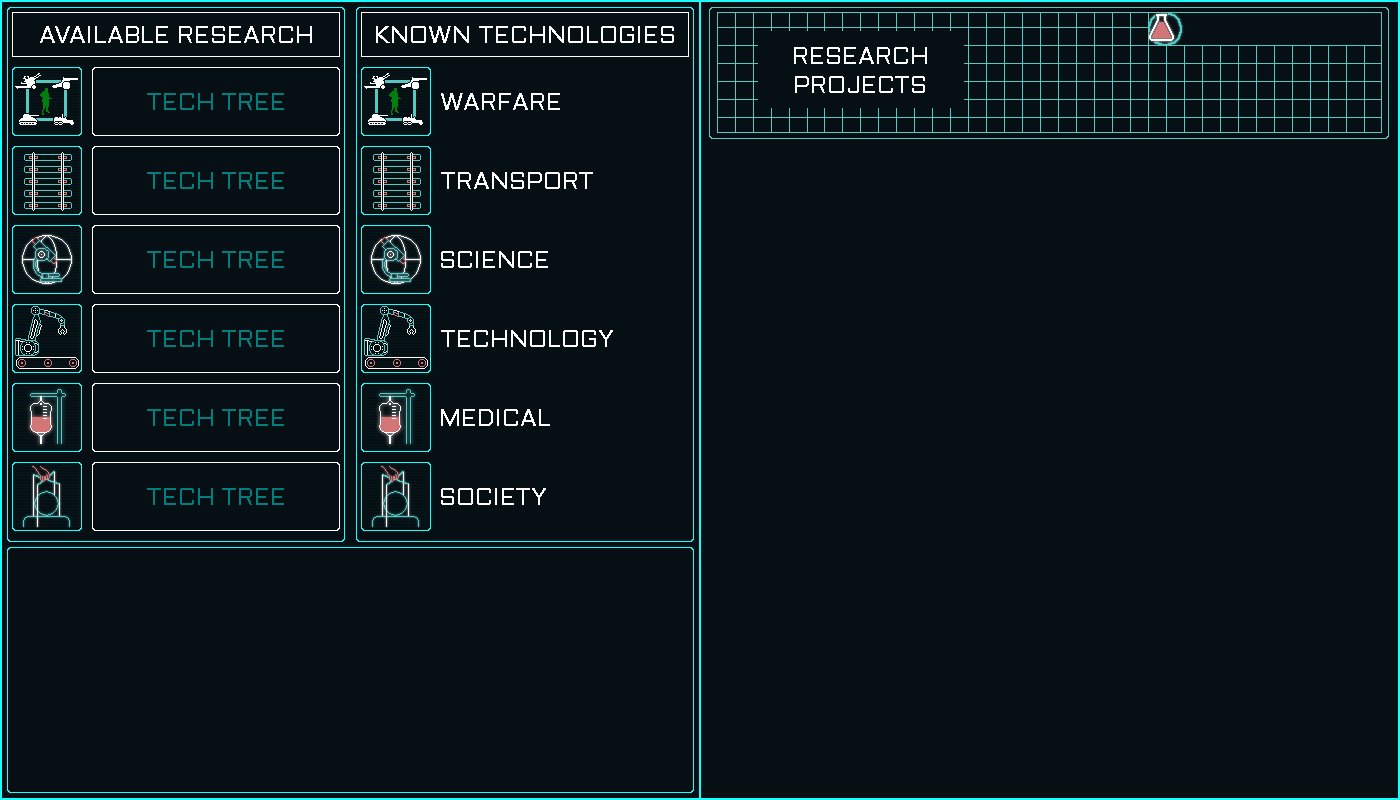 AVAILABLE RESEARCH
KNOWN TECHNOLOGIES
RESEARCH
PROJECTS
TECH TREE
WARFARE
TECH TREE
TRANSPORT
TECH TREE
SCIENCE
TECH TREE
TECHNOLOGY
TECH TREE
MEDICAL
TECH TREE
SOCIETY